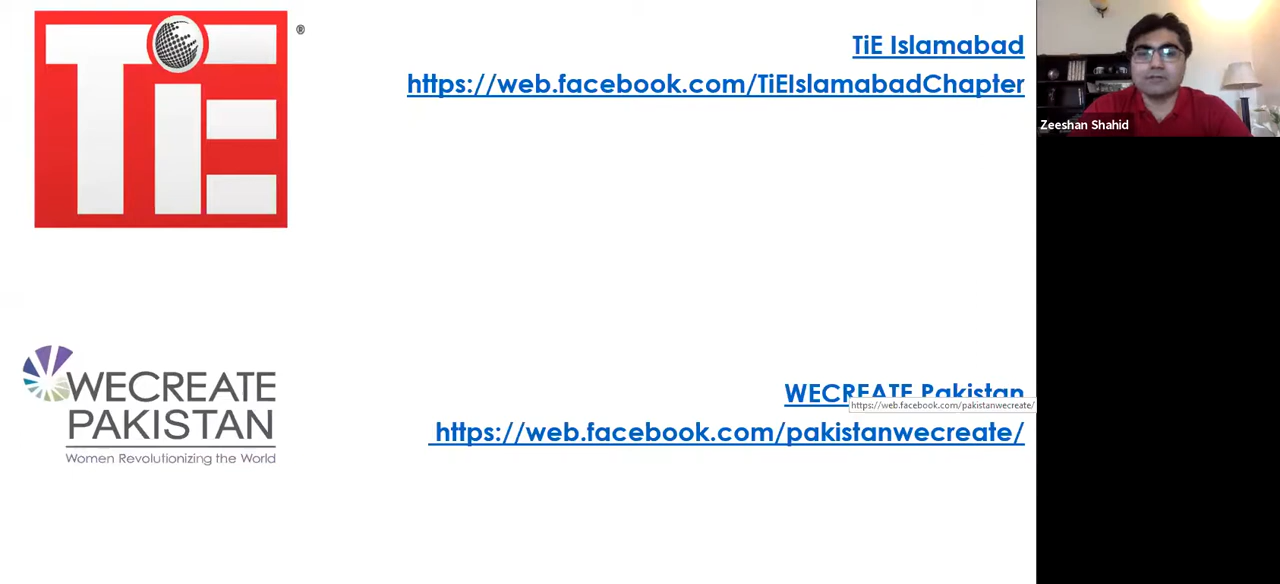 TiE
®
TiE Islamabad
https://web.facebook.com/TiEIslamabadChapter
Zeeshan Shahid
WECREATE
PAKISTAN
Women Revolutionizing the World
WECREATE Pakistan
https://web.facebook.com/pakistanwecreate/
https://web.facebook.com/pakistanwecreate/